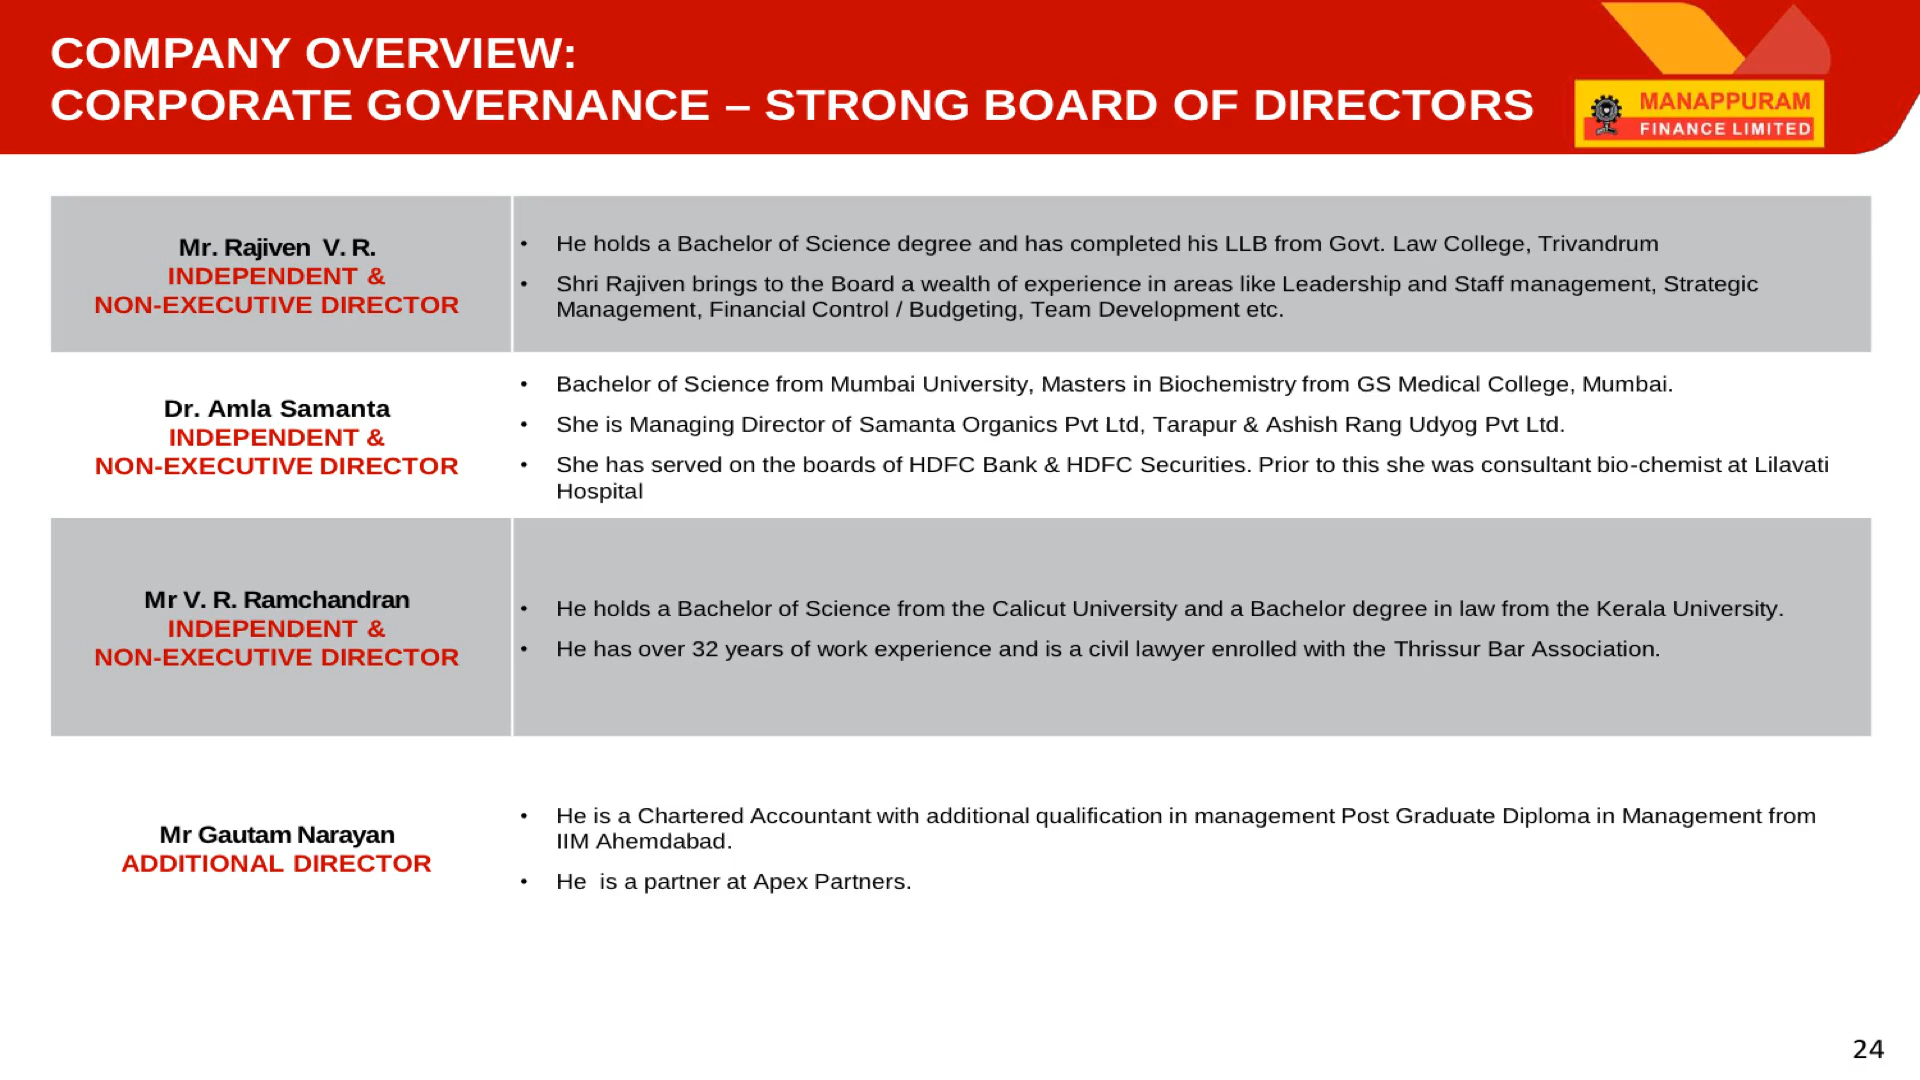 COMPANY OVERVIEW:
CORPORATE GOVERNANCE – STRONG BOARD OF DIRECTORS
MANAPPURAM
FINANCE LIMITED
Mr. Rajiven V. R.
INDEPENDENT &
NON-EXECUTIVE DIRECTOR
• He holds a Bachelor of Science degree and has completed his LLB from Govt. Law College, Trivandrum
• Shri Rajiven brings to the Board a wealth of experience in areas like Leadership and Staff management, Strategic
Management, Financial Control / Budgeting, Team Development etc.
Dr. Amla Samanta
INDEPENDENT &
NON-EXECUTIVE DIRECTOR
• Bachelor of Science from Mumbai University, Masters in Biochemistry from GS Medical College, Mumbai.
• She is Managing Director of Samanta Organics Pvt Ltd, Tarapur & Ashish Rang Udyog Pvt Ltd.
• She has served on the boards of HDFC Bank & HDFC Securities. Prior to this she was consultant bio-chemist at Lilavati
Hospital
Mr V. R. Ramchandran
INDEPENDENT &
NON-EXECUTIVE DIRECTOR
• He holds a Bachelor of Science from the Calicut University and a Bachelor degree in law from the Kerala University.
• He has over 32 years of work experience and is a civil lawyer enrolled with the Thrissur Bar Association.
Mr Gautam Narayan
ADDITIONAL DIRECTOR
• He is a Chartered Accountant with additional qualification in management Post Graduate Diploma in Management from
IIM Ahemdabad.
• He is a partner at Apex Partners.
24